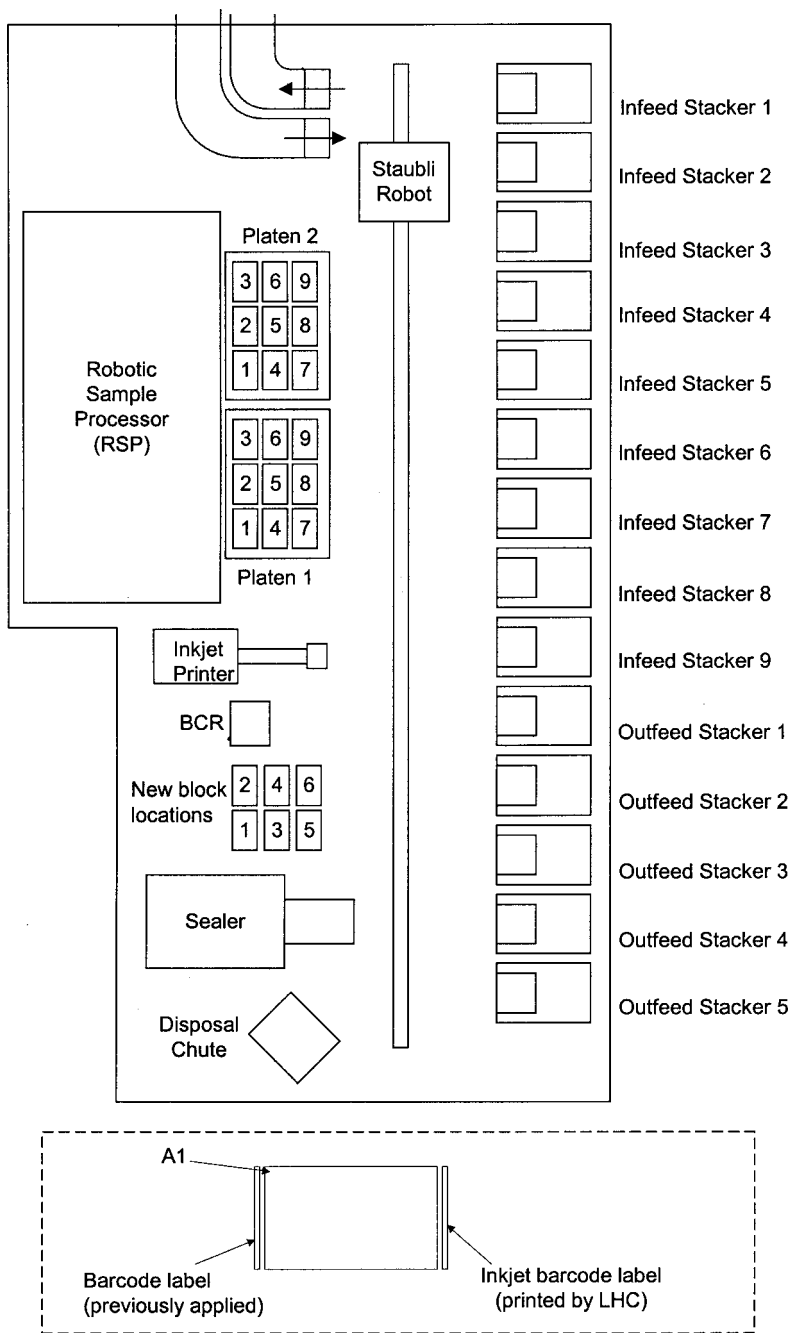 Infeed Stacker 1
Staubli
Robot
Infeed Stacker 2
Platen 2
Infeed Stacker 3
3 6 9
2 5 8
1 4 7
Infeed Stacker 4
Robotic
Sample
Processor
(RSP)
Infeed Stacker 5
3 6 9
2 5 8
1 4 7
Infeed Stacker 6
Infeed Stacker 7
Platen 1
Infeed Stacker 8
Inkjet
Printer
Infeed Stacker 9
BCR
Outfeed Stacker 1
New block
locations
2 4 6
1 3 5
Outfeed Stacker 2
Outfeed Stacker 3
Sealer
Outfeed Stacker 4
Disposal
Chute
Outfeed Stacker 5
A1
Barcode label
(previously applied)
Inkjet barcode label
(printed by LHC)